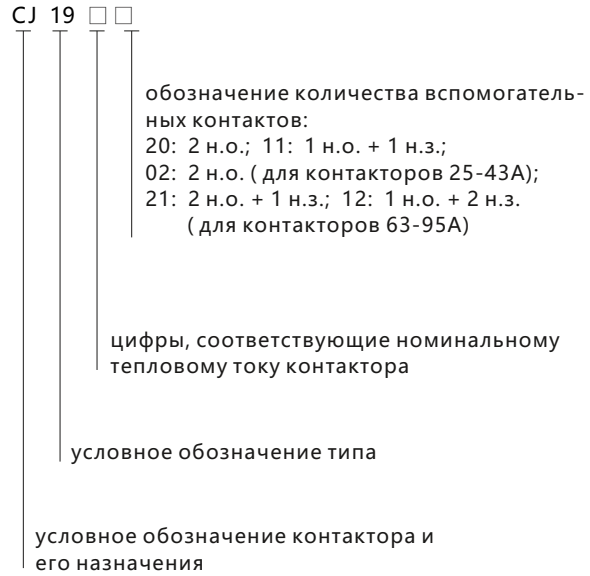 CJ 19 □ □
обозначение количества вспомогатель-
ных контактов:
20: 2 н.о.; 11: 1 н.о. + 1 н.з.;
02: 2 н.о. ( для контакторов 25-43А);
21: 2 н.о. + 1 н.з.; 12: 1 н.о. + 2 н.з.
( для контакторов 63-95А)
цифры, соответствующие номинальному
тепловому току контактора
условное обозначение типа
условное обозначение контактора и
его назначения